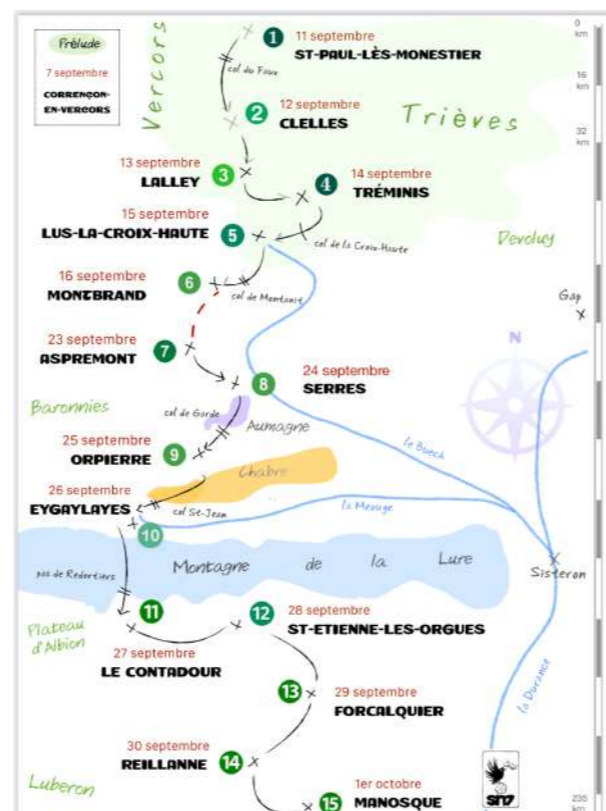 Prélude
7 septembre
CORRENÇON-
EN-VERCORS
Vercors
1
11 septembre
ST-PAUL-LÈS-MONESTIER
col du Faux
0
km
16
km
2
12 septembre
CLELLES
Trièves
32
km
13 septembre
LALLEY
3
4
14 septembre
TRÉMINIS
15 septembre
LUS-LA-CROIX-HAUTE
5
col de la Croix-Haute
Devoluy
16 septembre
MONTBRAND
6
col de Montanit
Gap
N
23 septembre
ASPREMONT
7
8
24 septembre
SERRES
Baronnies
col de Gorde
Aumagne
25 septembre
ORPIERRE
9
le Buech
Chabre
26 septembre
EYGALAYES
10
col St-Jean
la Meauge
Montagne de la Lure
pas de Redortiers
Sisteron
Plateau
d'Albion
11
27 septembre
LE CONTADOUR
12
28 septembre
ST-ETIENNE-LES-ORGUES
13
29 septembre
FORCALQUIER
la Durance
30 septembre
REILLANNE
14
Luberon
15
1er octobre
MANOSQUE
235
km